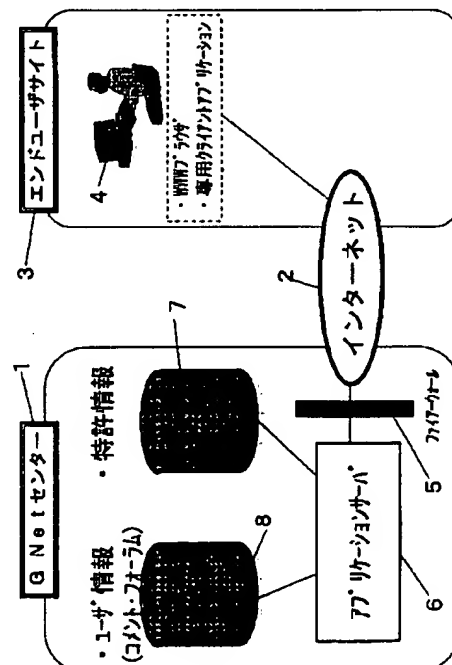 G Netセンター
1
・ユーザ情報
(コメント・フォーラム)
8
・特許情報
7
アプリケーションサーバ
6
ファイアーウォール
5
インターネット
2
エンドユーザサイト
3
4
・WWWブラウザ
・専用クライアントアプリケーション